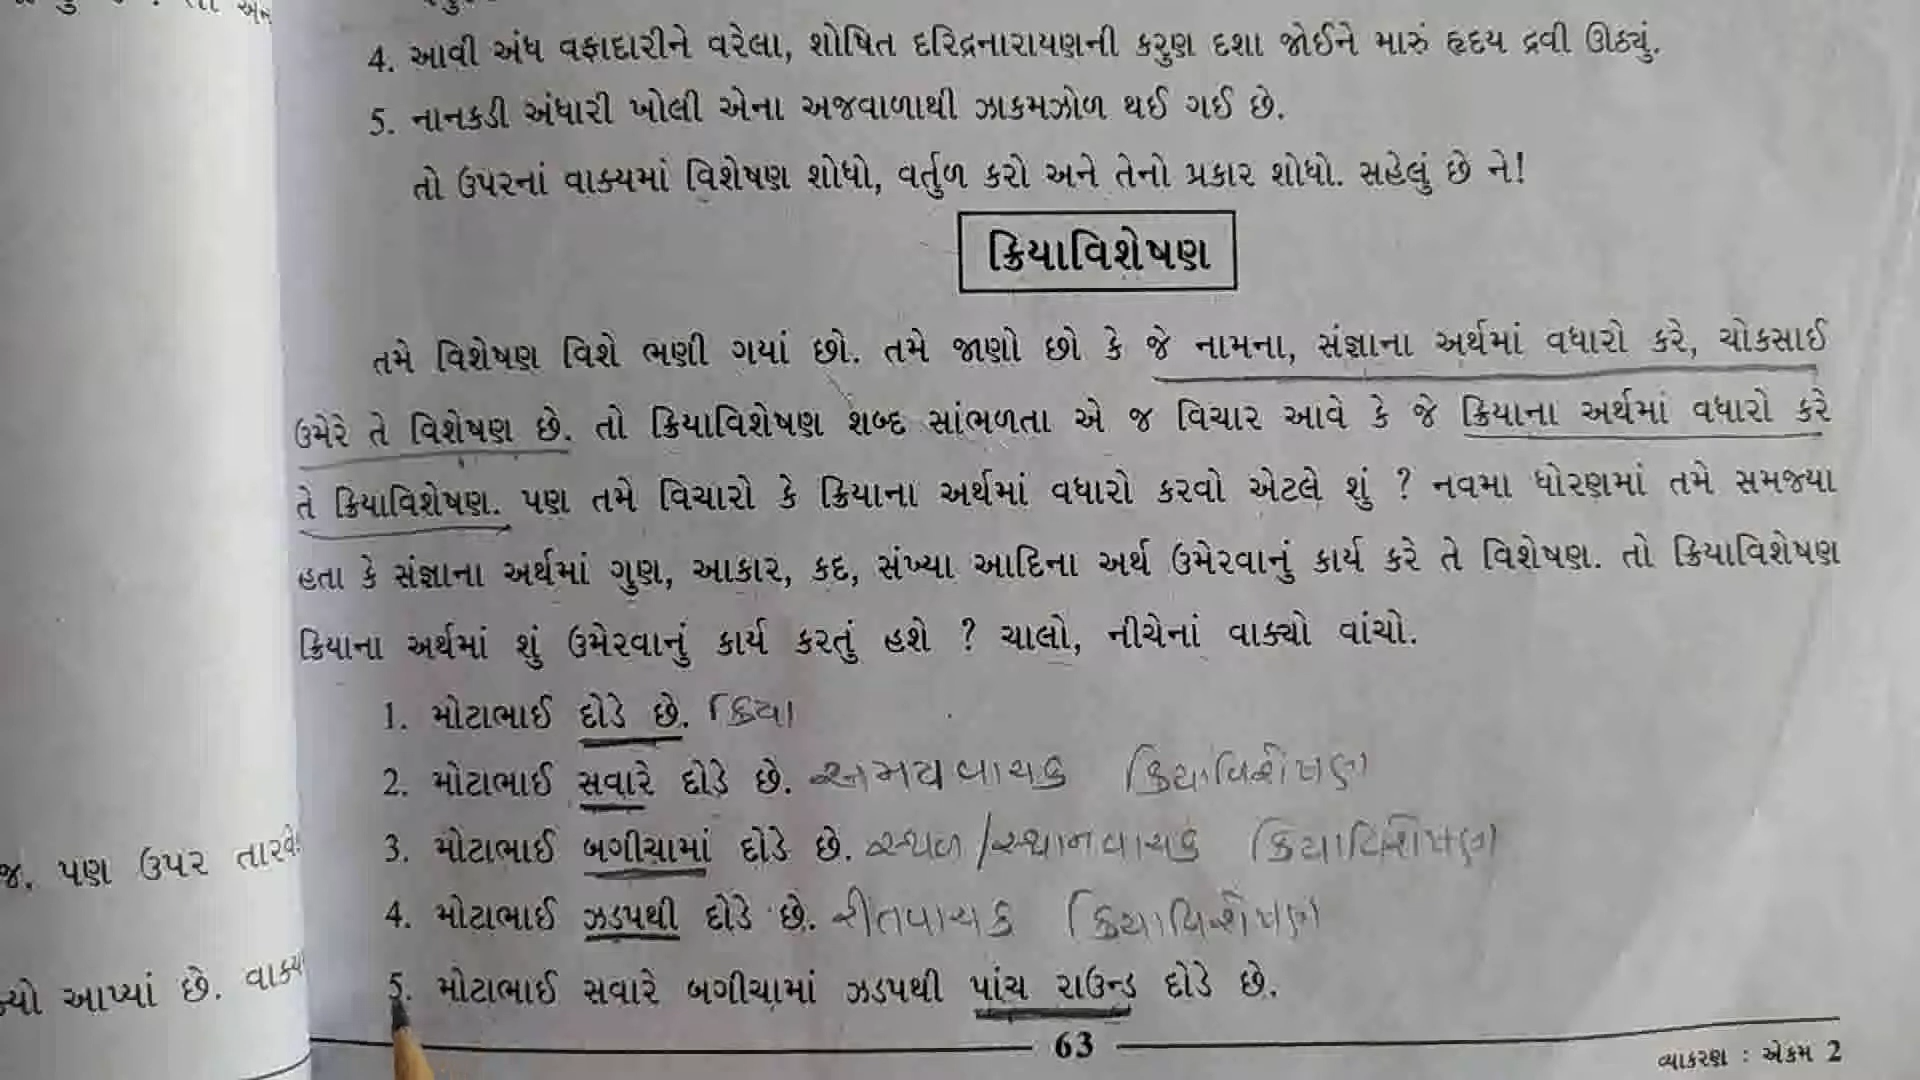 4. આવી અંધ વફાદારીને વરેલા, શોષિત દરિદ્રનારાયણની કરુણ દશા જોઈને મારું હૃદય દ્રવી ઊઠ્યું.
5. નાનકડી અંધારી ખોલી એના અજવાળાથી ઝાકમઝોળ થઈ ગઈ છે.
તો ઉપરનાં વાક્યમાં વિશેષણ શોધો, વર્તુળ કરો અને તેનો પ્રકાર શોધો. સહેલું છે ને!
ક્રિયાવિશેષણ
તમે વિશેષણ વિશે ભણી ગયાં છો. તમે જાણો છો કે જે નામના, સંજ્ઞાના અર્થમાં વધારો કરે, ચોકસાઈ
ઉમેરે તે વિશેષણ છે. તો ક્રિયાવિશેષણ શબ્દ સાંભળતા એ જ વિચાર આવે કે જે ક્રિયાના અર્થમાં વધારો કરે
તે ક્રિયાવિશેષણ. પણ તમે વિચારો કે ક્રિયાના અર્થમાં વધારો કરવો એટલે શું ? નવમા ધોરણમાં તમે સમજ્યા
હતા કે સંજ્ઞાના અર્થમાં ગુણ, આકાર, કદ, સંખ્યા આદિના અર્થ ઉમેરવાનું કાર્ય કરે તે વિશેષણ. તો ક્રિયાવિશેષણ
ક્રિયાના અર્થમાં શું ઉમેરવાનું કાર્ય કરતું હશે ? ચાલો, નીચેનાં વાક્યો વાંચો.
1. મોટાભાઈ દોડે છે. ક્રિયા
2. મોટાભાઈ સવારે દોડે છે. સમયવાચક ક્રિયાવિશેષણ
3. મોટાભાઈ બગીચામાં દોડે છે. સ્થળ/સ્થાનવાચક ક્રિયાવિશેષણ
4. મોટાભાઈ ઝડપથી દોડે છે. રીતવાચક ક્રિયાવિશેષણ
5. મોટાભાઈ સવારે બગીચામાં ઝડપથી પાંચ રાઉન્ડ દોડે છે.
63
વ્યાકરણ : એકમ 2
જ. પણ ઉપર
આપ્યાં છે.